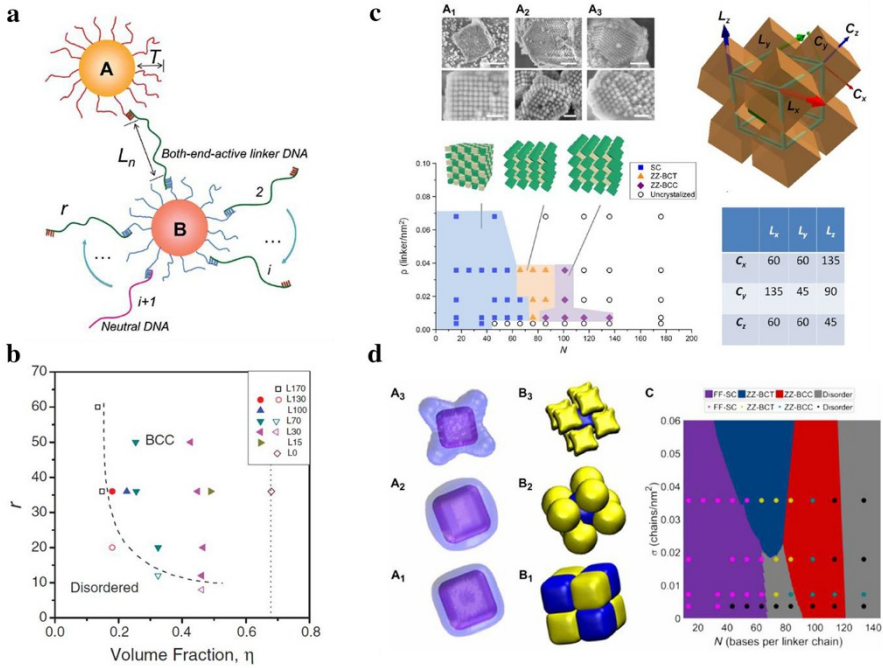 a
A
T
L_n
Both-end-active linker DNA
B
r
2
...
...
i
i+1
Neutral DNA
b
r
70
60
50
40
30
20
10
0
BCC
Disordered
L170
L130
L100
L70
L30
L15
L0
0.0 0.2 0.4 0.6 0.8
Volume Fraction, η
c
A₁ A₂ A₃
SC
ZZ-BCT
ZZ-BCC
Uncrystalized
ρ (linker/nm²)
0.10
0.08
0.06
0.04
0.02
0.00
0 20 40 60 80 100 120 140 160 180 200
N
L_z
L_y
C_y
C_z
C_x
L_x
L_x L_y L_z
C_x 60 60 135
C_y 135 45 90
C_z 60 60 45
d
A₃ B₃
A₂ B₂
A₁ B₁
C
FF-SC ZZ-BCT ZZ-BCC Disorder
FF-SC ZZ-BCT ZZ-BCC Disorder
σ (chains/nm²)
0.06
0.05
0.04
0.03
0.02
0.01
0
20 40 60 80 100 120 140
N (bases per linker chain)